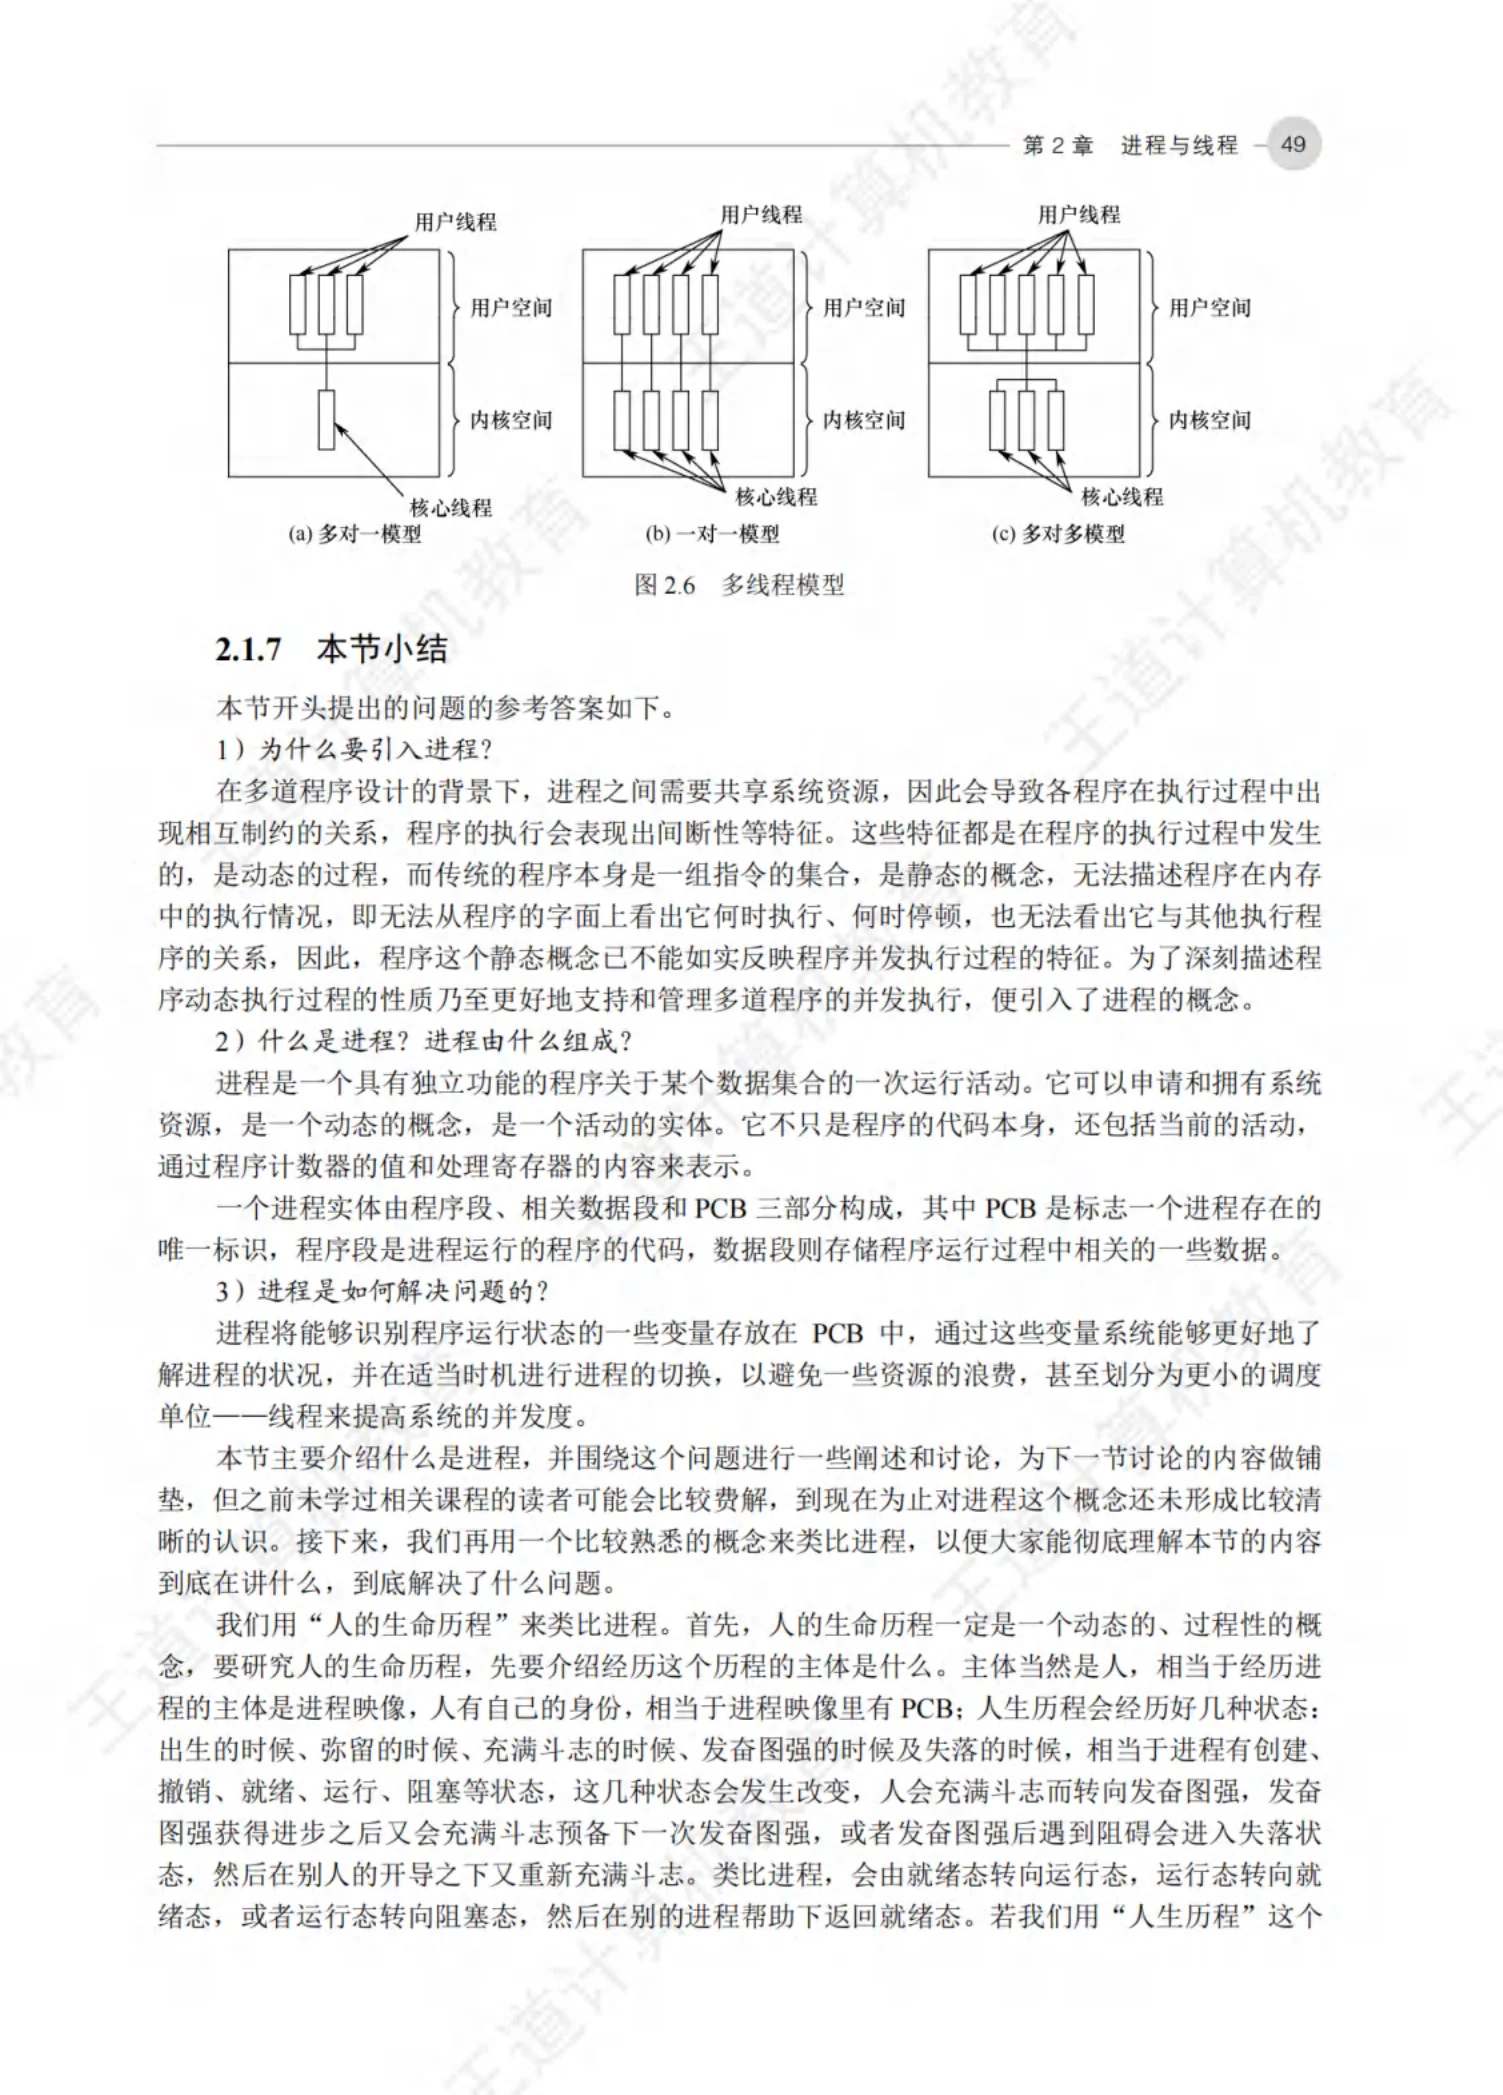 第 2 章 进程与线程 49
用户线程 用户线程 用户线程
用户空间 用户空间 用户空间
内核空间 内核空间 内核空间
核心线程 核心线程 核心线程
(a) 多对一模型 (b) 一对一模型 (c) 多对多模型
图 2.6 多线程模型
2.1.7 本节小结
本节开头提出的问题的参考答案如下。
1）为什么要引入进程？
在多道程序设计的背景下，进程之间需要共享系统资源，因此会导致各程序在执行过程中出
现相互制约的关系，程序的执行会表现出间断性等特征。这些特征都是在程序的执行过程中发生
的，是动态的过程，而传统的程序本身是一组指令的集合，是静态的概念，无法描述程序在内存
中的执行情况，即无法从程序的字面上看出它何时执行、何时停顿，也无法看出它与其他执行程
序的关系，因此，程序这个静态概念已不能如实反映程序并发执行过程的特征。为了深刻描述程
序动态执行过程的性质乃至更好地支持和管理多道程序的并发执行，便引入了进程的概念。
2）什么是进程？进程由什么组成？
进程是一个具有独立功能的程序关于某个数据集合的一次运行活动。它可以申请和拥有系统
资源，是一个动态的概念，是一个活动的实体。它不只是程序的代码本身，还包括当前的活动，
通过程序计数器的值和处理寄存器的内容来表示。
一个进程实体由程序段、相关数据段和 PCB 三部分构成，其中 PCB 是标志一个进程存在的
唯一标识，程序段是进程运行的程序的代码，数据段则存储程序运行过程中相关的一些数据。
3）进程是如何解决问题的？
进程将能够识别程序运行状态的一些变量存放在 PCB 中，通过这些变量系统能够更好地了
解进程的状况，并在适当时机进行进程的切换，以避免一些资源的浪费，甚至划分为更小的调度
单位——线程来提高系统的并发度。
本节主要介绍什么是进程，并围绕这个问题进行一些阐述和讨论，为下一节讨论的内容做铺
垫，但之前未学过相关课程的读者可能会比较费解，到现在为止对进程这个概念还未形成比较清
晰的认识。接下来，我们再用一个比较熟悉的概念来类比进程，以便大家能彻底理解本节的内容
到底在讲什么，到底解决了什么问题。
我们用“人的生命历程”来类比进程。首先，人的生命历程一定是一个动态的、过程性的概
念，要研究人的生命历程，先要介绍经历这个历程的主体是什么。主体当然是人，相当于经历进
程的主体是进程映像，人有自己的身份，相当于进程映像里有 PCB；人生历程会经历好几种状态：
出生的时候、弥留的时候、充满斗志的时候、发奋图强的时候及失落的时候，相当于进程有创建、
撤销、就绪、运行、阻塞等状态，这几种状态会发生改变，人会充满斗志而转向发奋图强，发奋
图强获得进步之后又会充满斗志预备下一次发奋图强，或者发奋图强后遇到阻碍会进入失落状
态，然后在别人的开导之下又重新充满斗志。类比进程，会由就绪态转向运行态，运行态转向就
绪态，或者运行态转向阻塞态，然后在别的进程帮助下返回就绪态。若我们用“人生历程”这个
王道计算机教育